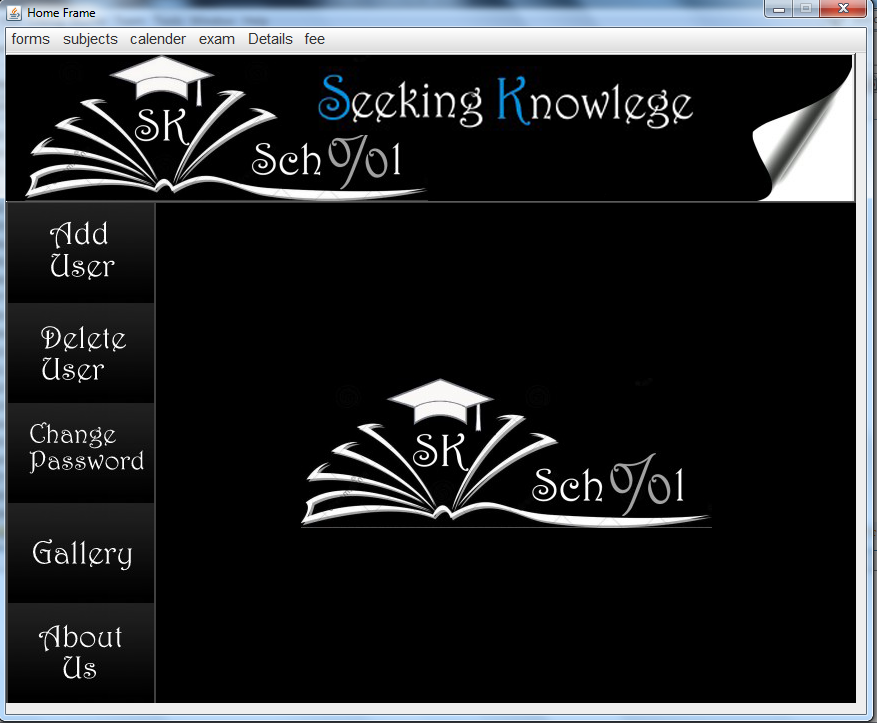 Home Frame
forms subjects calender exam Details fee
Seeking Knowlege
SK
Sch%l
Add
User
Delete
User
Change
Password
Gallery
About
Us
SK
Sch%l